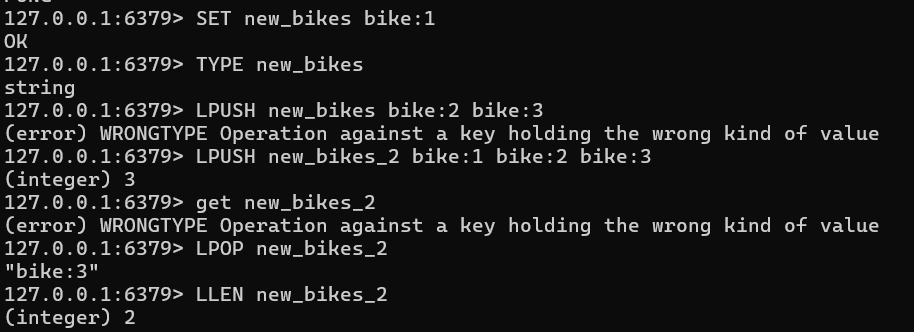 127.0.0.1:6379> SET new_bikes bike:1
OK
127.0.0.1:6379> TYPE new_bikes
string
127.0.0.1:6379> LPUSH new_bikes bike:2 bike:3
(error) WRONGTYPE Operation against a key holding the wrong kind of value
127.0.0.1:6379> LPUSH new_bikes_2 bike:1 bike:2 bike:3
(integer) 3
127.0.0.1:6379> get new_bikes_2
(error) WRONGTYPE Operation against a key holding the wrong kind of value
127.0.0.1:6379> LPOP new_bikes_2
"bike:3"
127.0.0.1:6379> LLEN new_bikes_2
(integer) 2